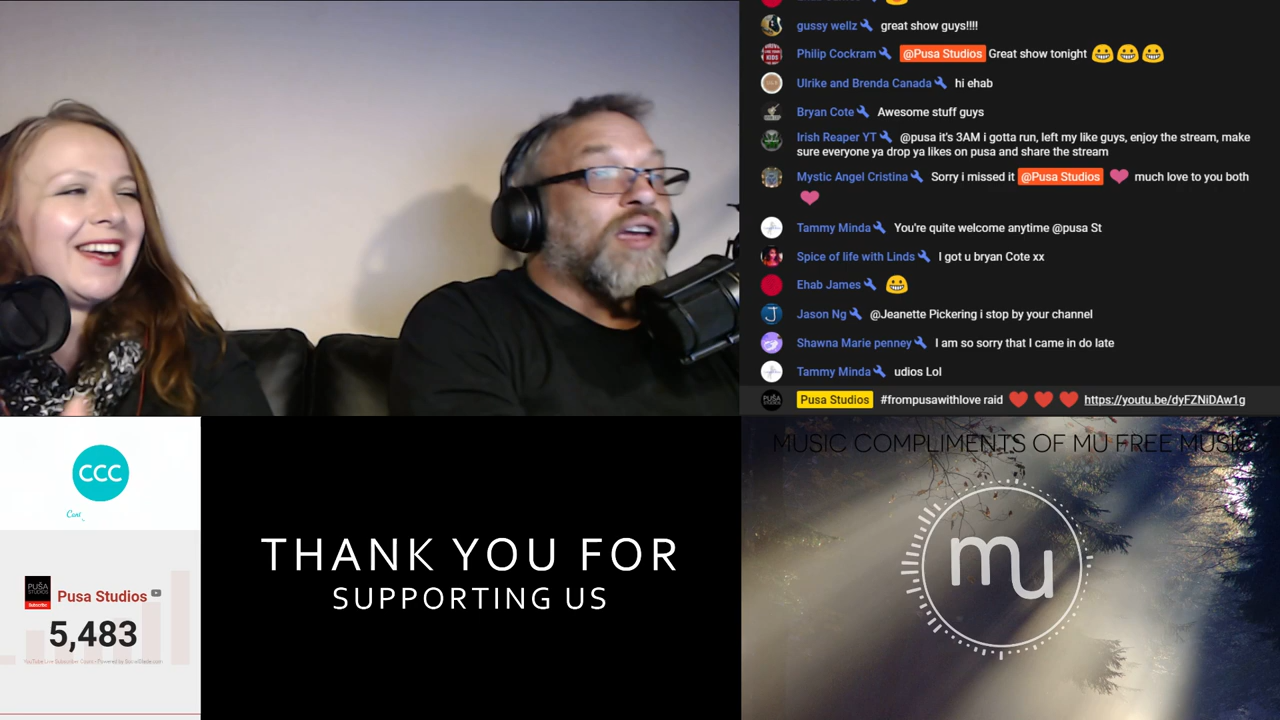 gussy wellz great show guys!!!!
Philip Cockram @Pusa Studios Great show tonight
Ulrike and Brenda Canada hi ehab
Bryan Cote Awesome stuff guys
Irish Reaper YT @pusa it's 3AM i gotta run, left my like guys, enjoy the stream, make
sure everyone ya drop ya likes on pusa and share the stream
Mystic Angel Cristina Sorry i missed it @Pusa Studios much love to you both
Tammy Minda You're quite welcome anytime @pusa St
Spice of life with Linds I got u bryan Cote xx
Ehab James
Jason Ng @Jeanette Pickering i stop by your channel
Shawna Marie penney I am so sorry that I came in do late
Tammy Minda udios Lol
Pusa Studios #frompusawithlove raid https://youtu.be/dyFZNiDAw1g
CCC
PUSA
STUDIOS
Subscribe
Pusa Studios
5,483
THANK YOU FOR
SUPPORTING US
MUSIC COMPLIMENTS OF MU FREE MUSIC
mu